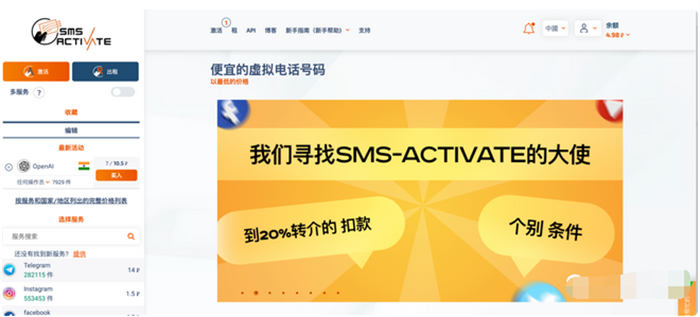 SMS
ACTIVATE
激活 租 API 博客 新手指南（新手帮助） 支持
1
中國
余额
4.98 ₽
激活 出租
多服务 ?
收藏
编辑
最新活动
OpenAI 7 / 10.5 ₽
任何操作员 7929 件 买入
按服务和国家/地区列出的完整价格列表
选择服务
服务搜索
还没有找到新服务？ 提供
Telegram
282115 件 14 ₽
Instagram
553453 件 1.5 ₽
facebook
便宜的虚拟电话号码
以最低的价格
我们寻找SMS-ACTIVATE的大使
到20%转介的 扣款
个别 条件